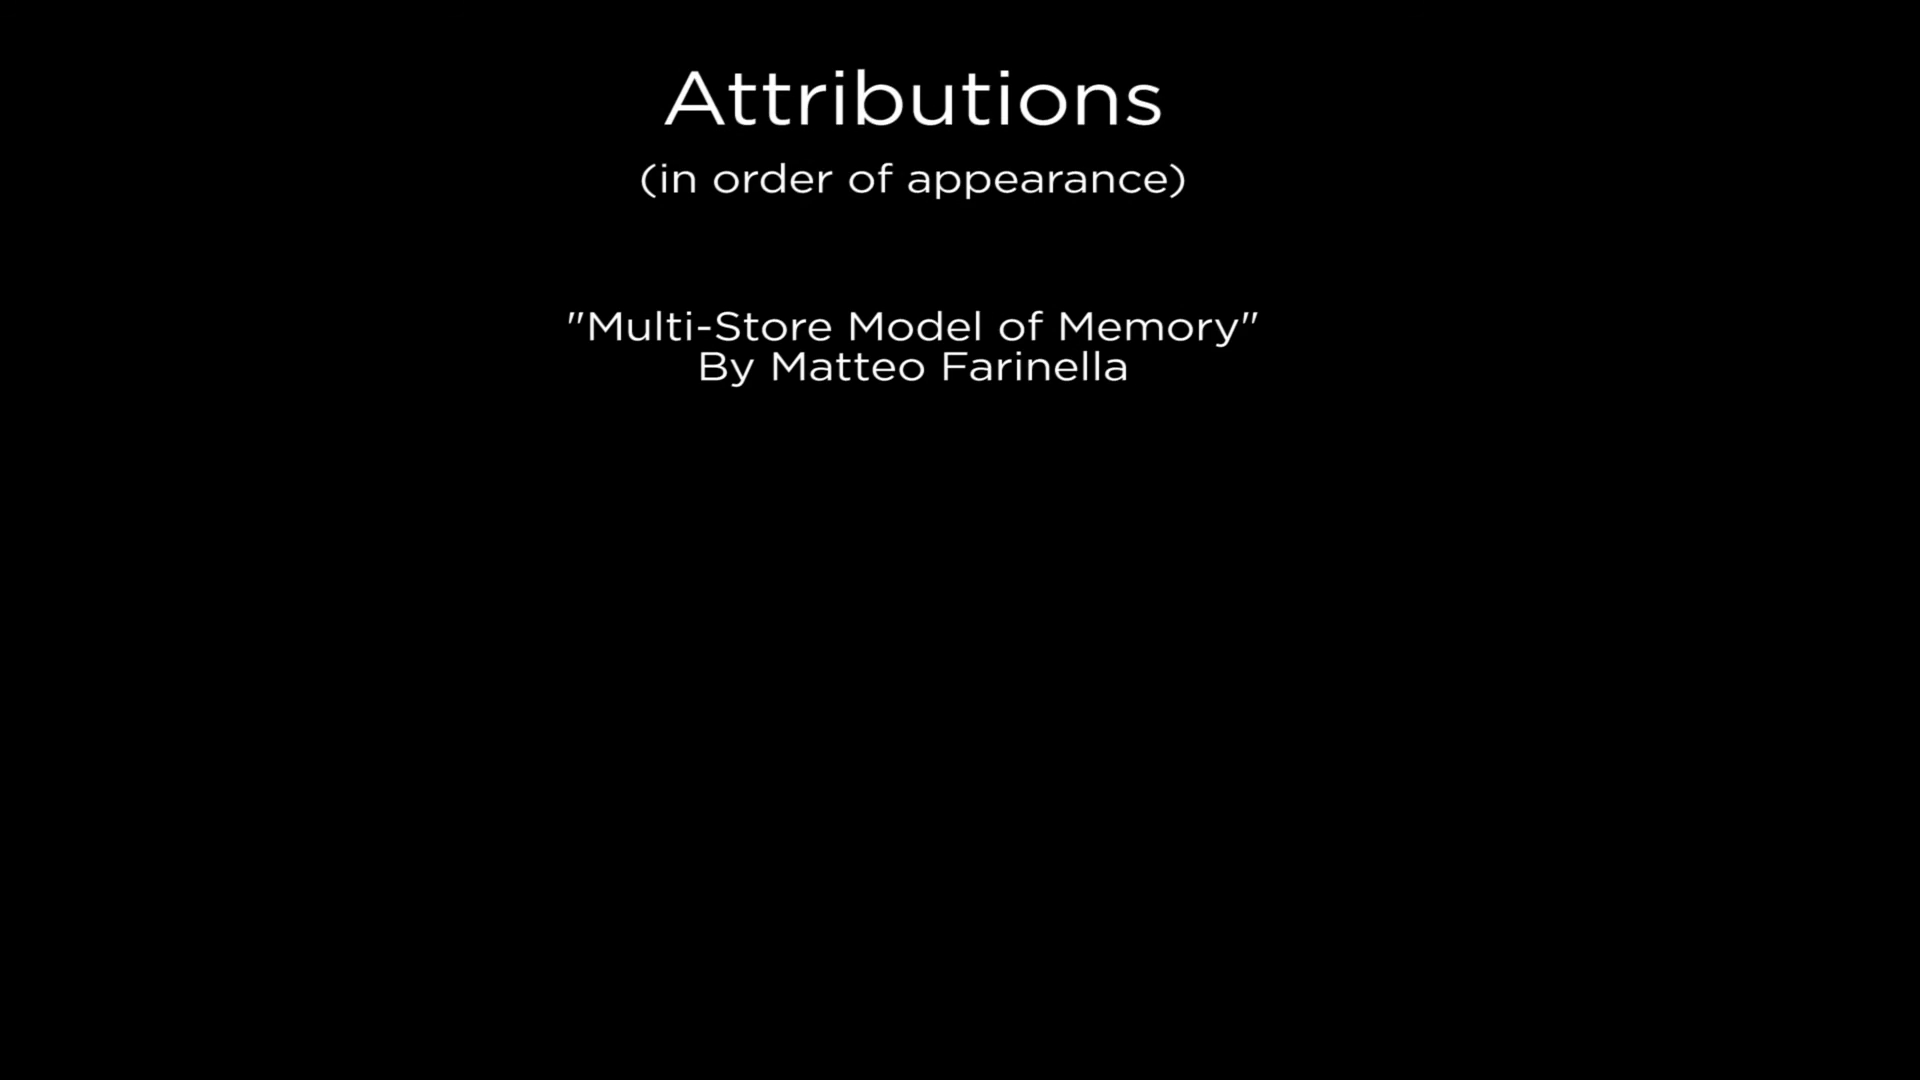 Attributions
(in order of appearance)
"Multi-Store Model of Memory"
By Matteo Farinella